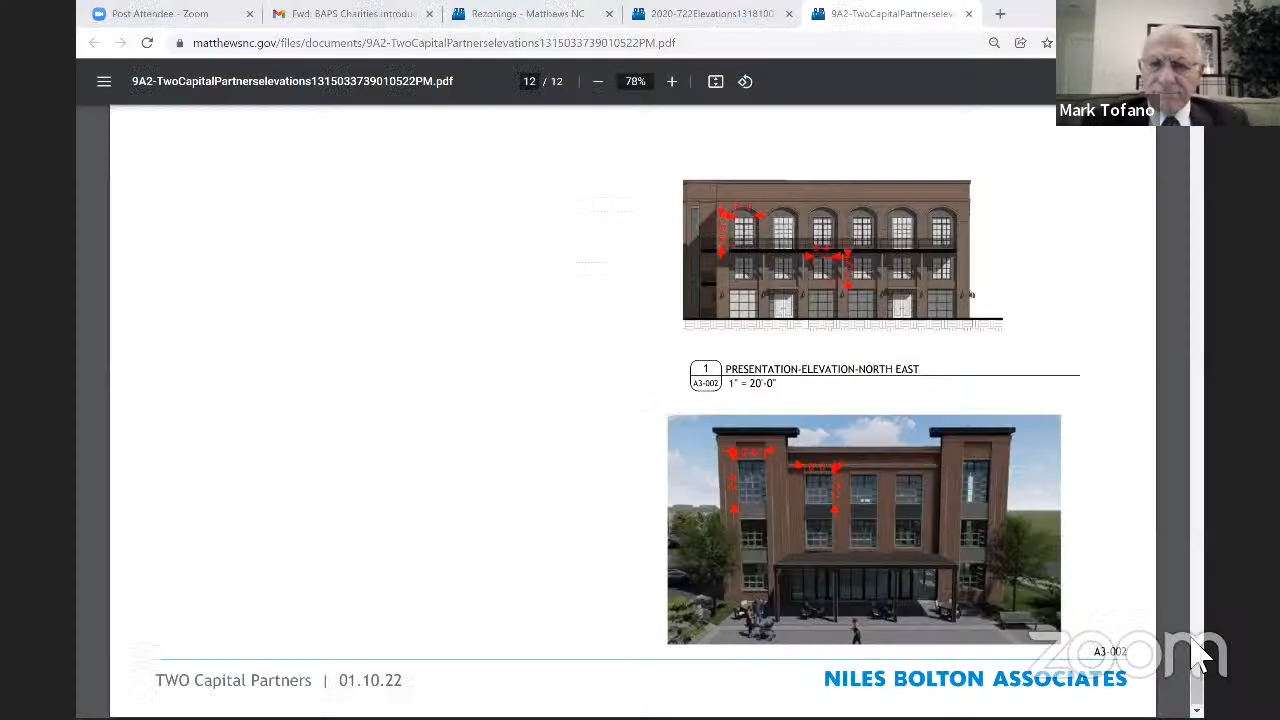 Post Attendee - Zoom
Fwd: BAPS Charities introduc
Rezonings - Matthews NC
2020-722Elevations1318100
9A2-TwoCapitalPartnerselev
matthewsnc.gov/files/documents/9A2-TwoCapitalPartnerselevations1315033739010522PM.pdf
9A2-TwoCapitalPartnerselevations1315033739010522PM.pdf
12 / 12
78%
Mark Tofano
1
A3-002
PRESENTATION-ELEVATION-NORTH EAST
1" = 20'-0"
A3-002
zoom
TWO Capital Partners | 01.10.22
NILES BOLTON ASSOCIATES